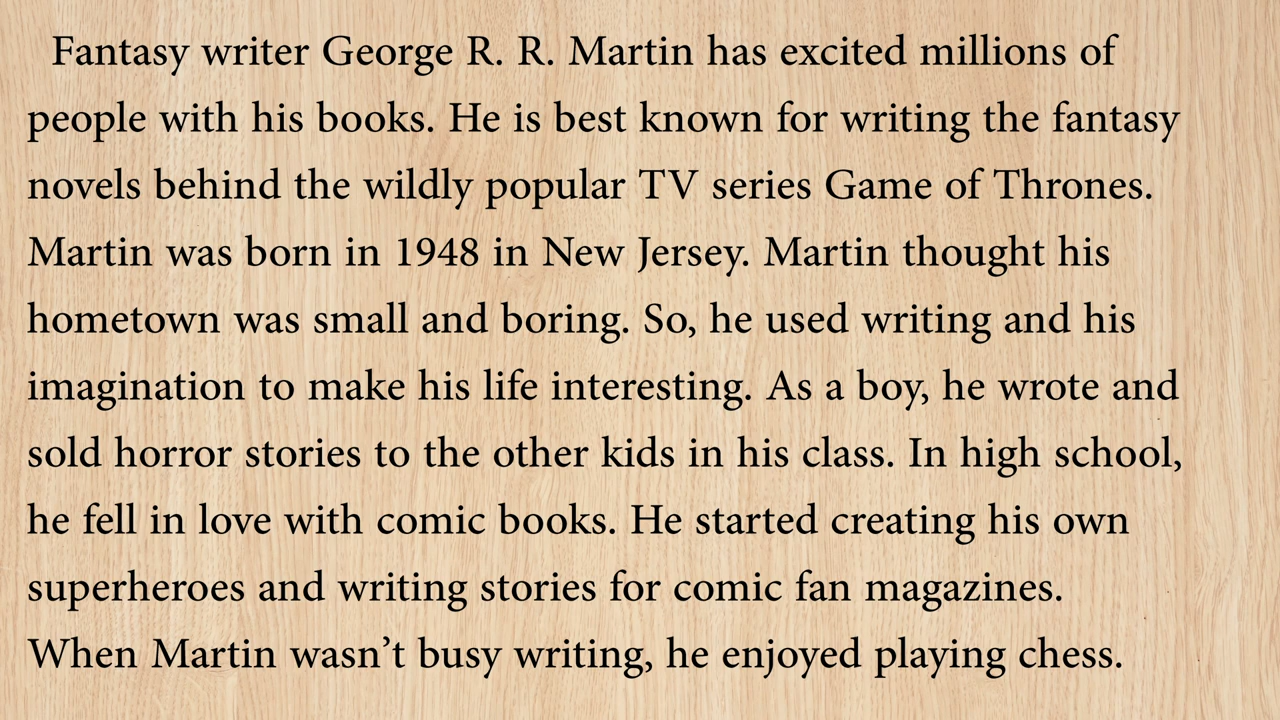 Fantasy writer George R. R. Martin has excited millions of
people with his books. He is best known for writing the fantasy
novels behind the wildly popular TV series Game of Thrones.
Martin was born in 1948 in New Jersey. Martin thought his
hometown was small and boring. So, he used writing and his
imagination to make his life interesting. As a boy, he wrote and
sold horror stories to the other kids in his class. In high school,
he fell in love with comic books. He started creating his own
superheroes and writing stories for comic fan magazines.
When Martin wasn’t busy writing, he enjoyed playing chess.